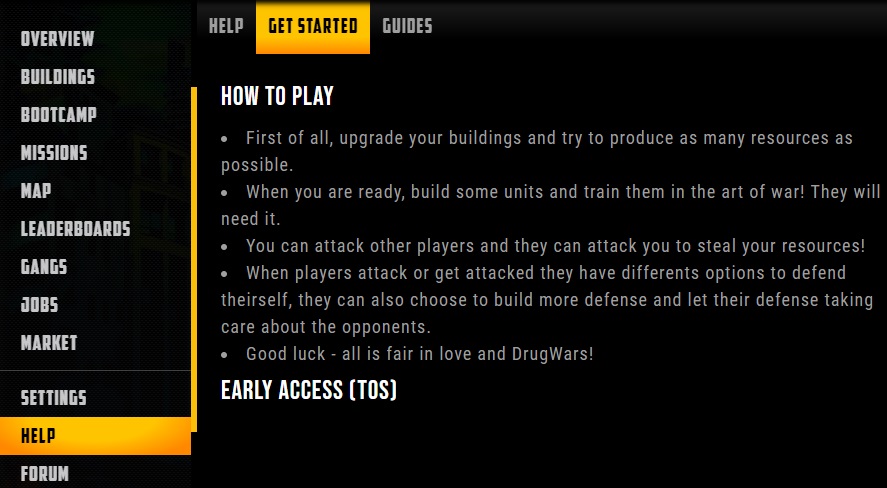 OVERVIEW
BUILDINGS
BOOTCAMP
MISSIONS
MAP
LEADERBOARDS
GANGS
JOBS
MARKET
SETTINGS
HELP
FORUM
HELP GET STARTED GUIDES
HOW TO PLAY
• First of all, upgrade your buildings and try to produce as many resources as
possible.
• When you are ready, build some units and train them in the art of war! They will
need it.
• You can attack other players and they can attack you to steal your resources!
• When players attack or get attacked they have differents options to defend
theirself, they can also choose to build more defense and let their defense taking
care about the opponents.
• Good luck - all is fair in love and DrugWars!
EARLY ACCESS (TOS)